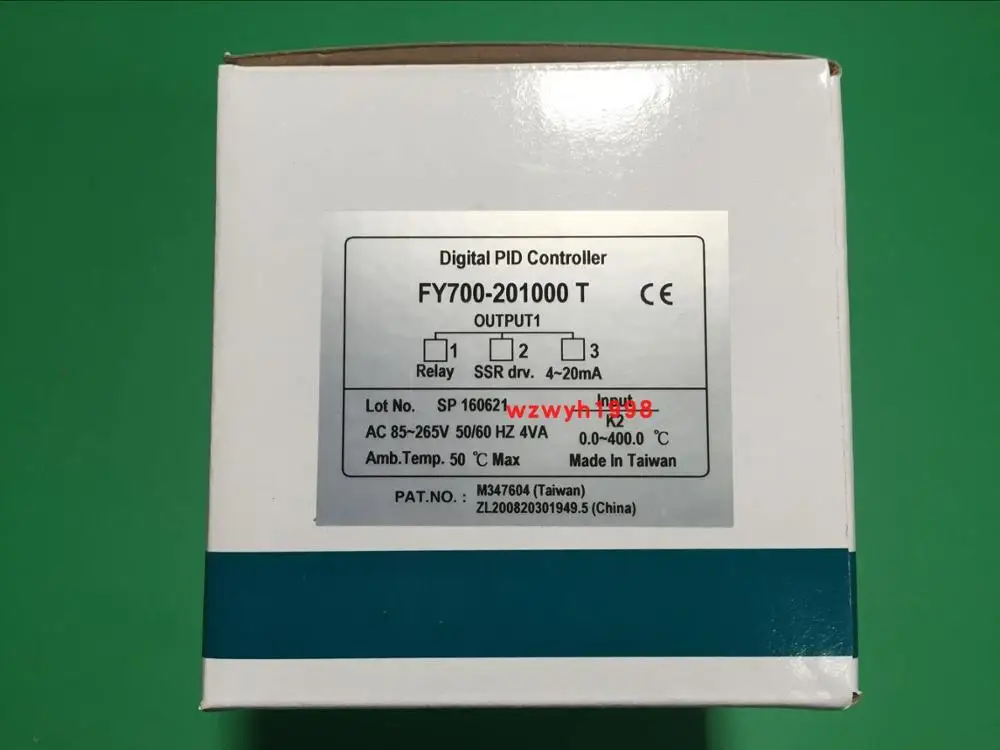 Digital PID Controller
FY700-201000 T CE
OUTPUT1
1 2 3
Relay SSR drv. 4~20mA
Lot No. SP 160621 Input
wzwyh1998
K2
AC 85~265V 50/60 HZ 4VA 0.0~400.0 ℃
Amb.Temp. 50 ℃ Max Made In Taiwan
PAT.NO. : M347604 (Taiwan)
ZL200820301949.5 (China)